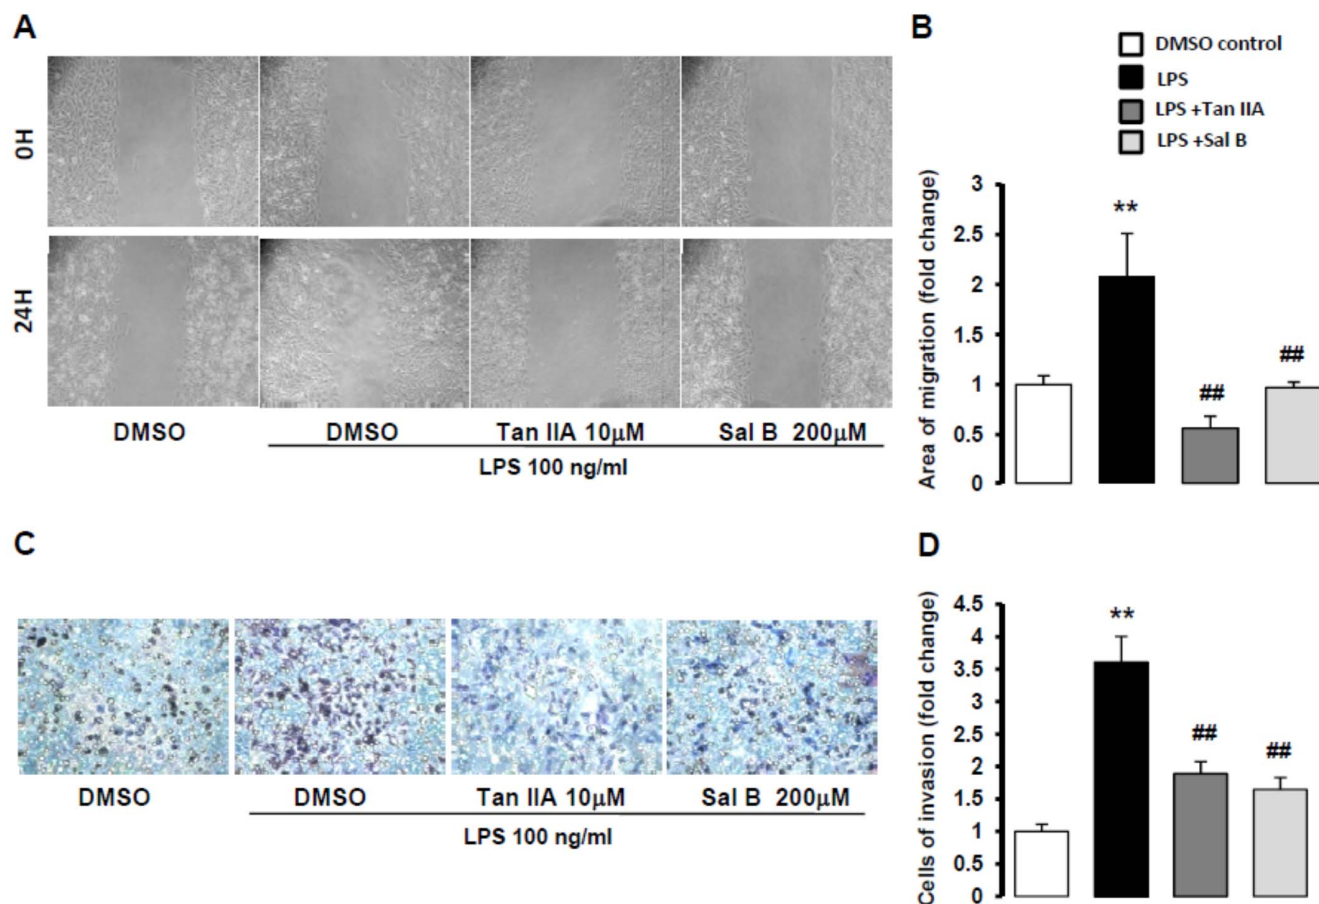 A
0H
24H
DMSO DMSO Tan IIA 10μM Sal B 200μM
LPS 100 ng/ml
B
DMSO control
LPS
LPS +Tan IIA
LPS +Sal B
Area of migration (fold change)
3
2.5
2
1.5
1
0.5
0
**
##
##
C
DMSO DMSO Tan IIA 10μM Sal B 200μM
LPS 100 ng/ml
D
Cells of invasion (fold change)
4.5
4
3.5
3
2.5
2
1.5
1
0.5
0
**
##
##